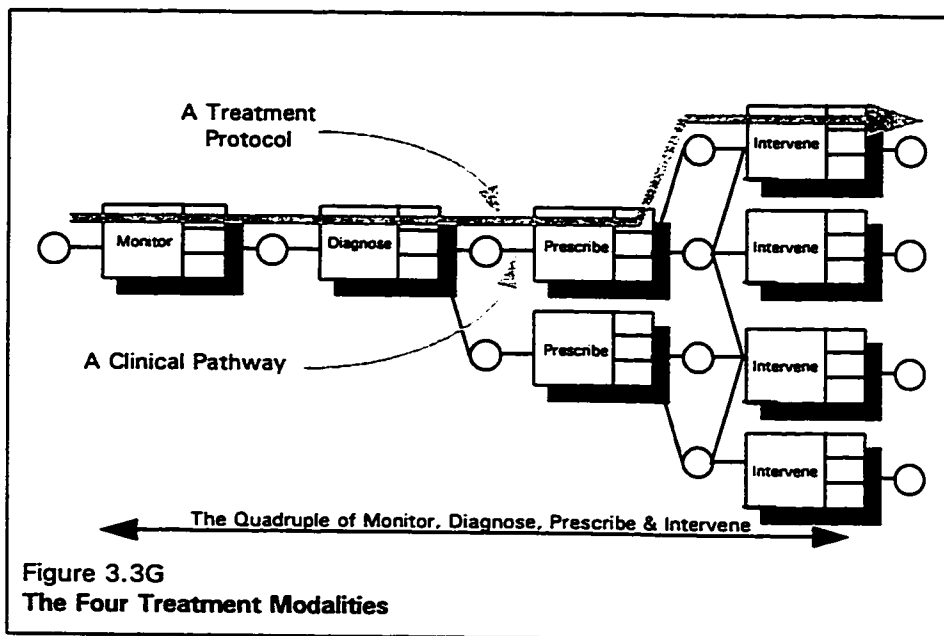 A Treatment
Protocol
Intervene
Monitor
Diagnose
Prescribe
Intervene
A Clinical Pathway
Prescribe
Intervene
Intervene
The Quadruple of Monitor, Diagnose, Prescribe & Intervene
Figure 3.3G
The Four Treatment Modalities